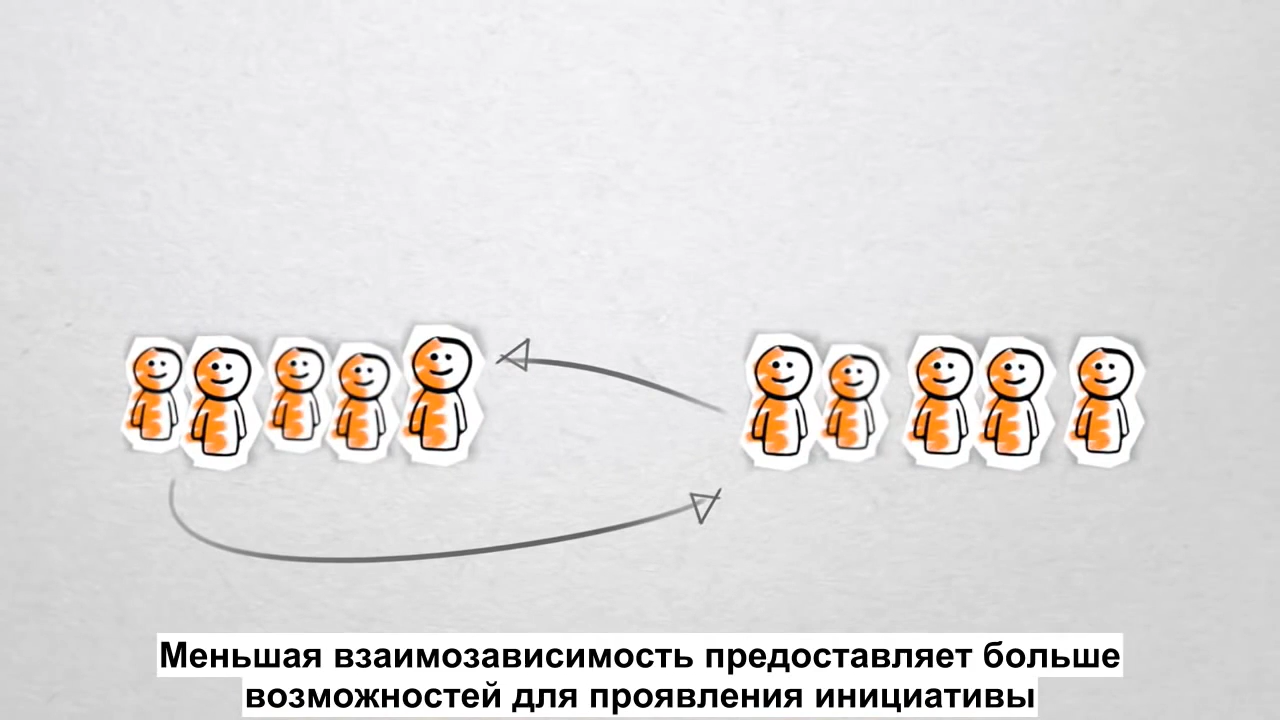 Меньшая взаимозависимость предоставляет больше
возможностей для проявления инициативы